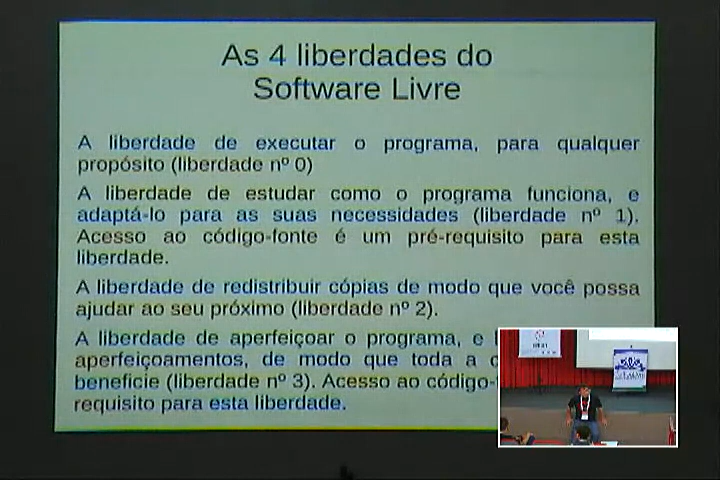 As 4 liberdades do
Software Livre
A liberdade de executar o programa, para qualquer
propósito (liberdade nº 0)
A liberdade de estudar como o programa funciona, e
adaptá-lo para as suas necessidades (liberdade nº 1).
Acesso ao código-fonte é um pré-requisito para esta
liberdade.
A liberdade de redistribuir cópias de modo que você possa
ajudar ao seu próximo (liberdade nº 2).
A liberdade de aperfeiçoar o programa, e
aperfeiçoamentos, de modo que toda a
beneficie (liberdade nº 3). Acesso ao código-
requisito para esta liberdade.